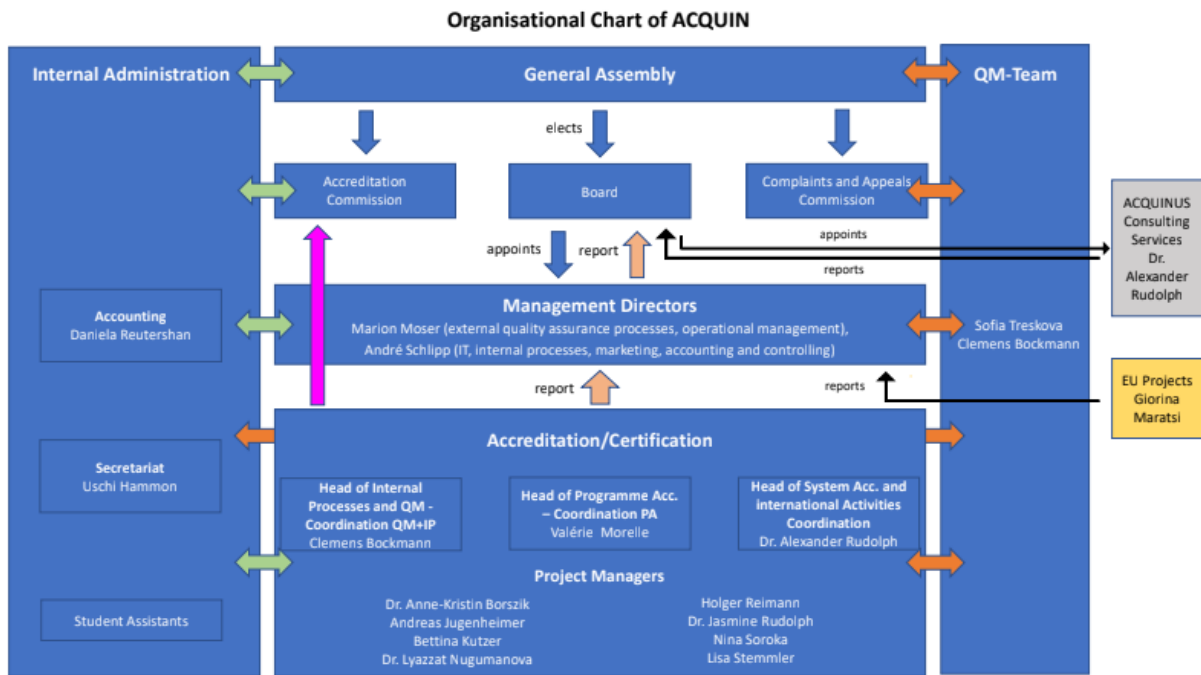 Organisational Chart of ACQUIN
Internal Administration
General Assembly
QM-Team
elects
Accreditation
Commission
Board
Complaints and Appeals
Commission
appoints
report
appoints
reports
ACQUINUS
Consulting
Services
Dr.
Alexander
Rudolph
Accounting
Daniela Reutershan
Management Directors
Marion Moser (external quality assurance processes, operational management),
André Schlipp (IT, internal processes, marketing, accounting and controlling)
Sofia Treskova
Clemens Bockmann
report
reports
EU Projects
Giorina
Maratsi
Accreditation/Certification
Secretariat
Uschi Hammon
Head of Internal
Processes and QM -
Coordination QM+IP
Clemens Bockmann
Head of Programme Acc.
– Coordination PA
Valérie Morelle
Head of System Acc. and
international Activities
Coordination
Dr. Alexander Rudolph
Project Managers
Dr. Anne-Kristin Borszik
Andreas Jugenheimer
Bettina Kutzer
Dr. Lyazzat Nugumanova
Holger Reimann
Dr. Jasmine Rudolph
Nina Soroka
Lisa Stemmler
Student Assistants